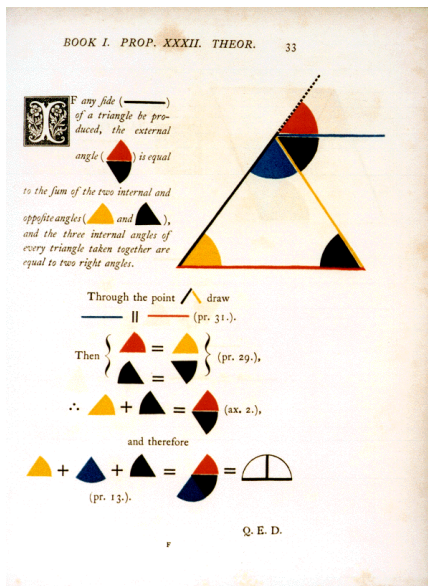 BOOK I. PROP. XXXII. THEOR. 33
IF any ſide ( )
of a triangle be pro-
duced, the external
angle ( ) is equal
to the ſum of the two internal and
oppoſite angles ( and ),
and the three internal angles of
every triangle taken together are
equal to two right angles.
Through the point draw
|| (pr. 31.).
Then { = } (pr. 29.),
{ = }
∴ + = (ax. 2.),
and therefore
+ + = =
(pr. 13.).
Q. E. D.
F